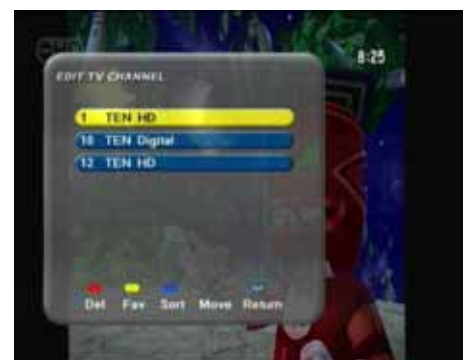 8:25
EDIT TV CHANNEL
1 TEN HD
10 TEN Digital
12 TEN HD
Del Fav Sort Move Return